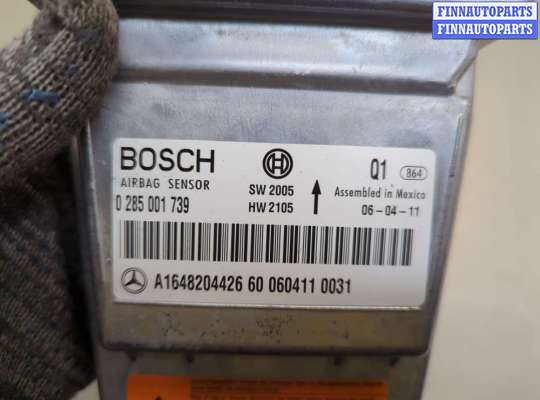 FINNAUTOPARTS
FINNAUTOPARTS
BOSCH
AIRBAG SENSOR
0 285 001 739
SW 2005
HW 2105
Q1 864
Assembled in Mexico
06-04-11
A1648204426 60 060411 0031